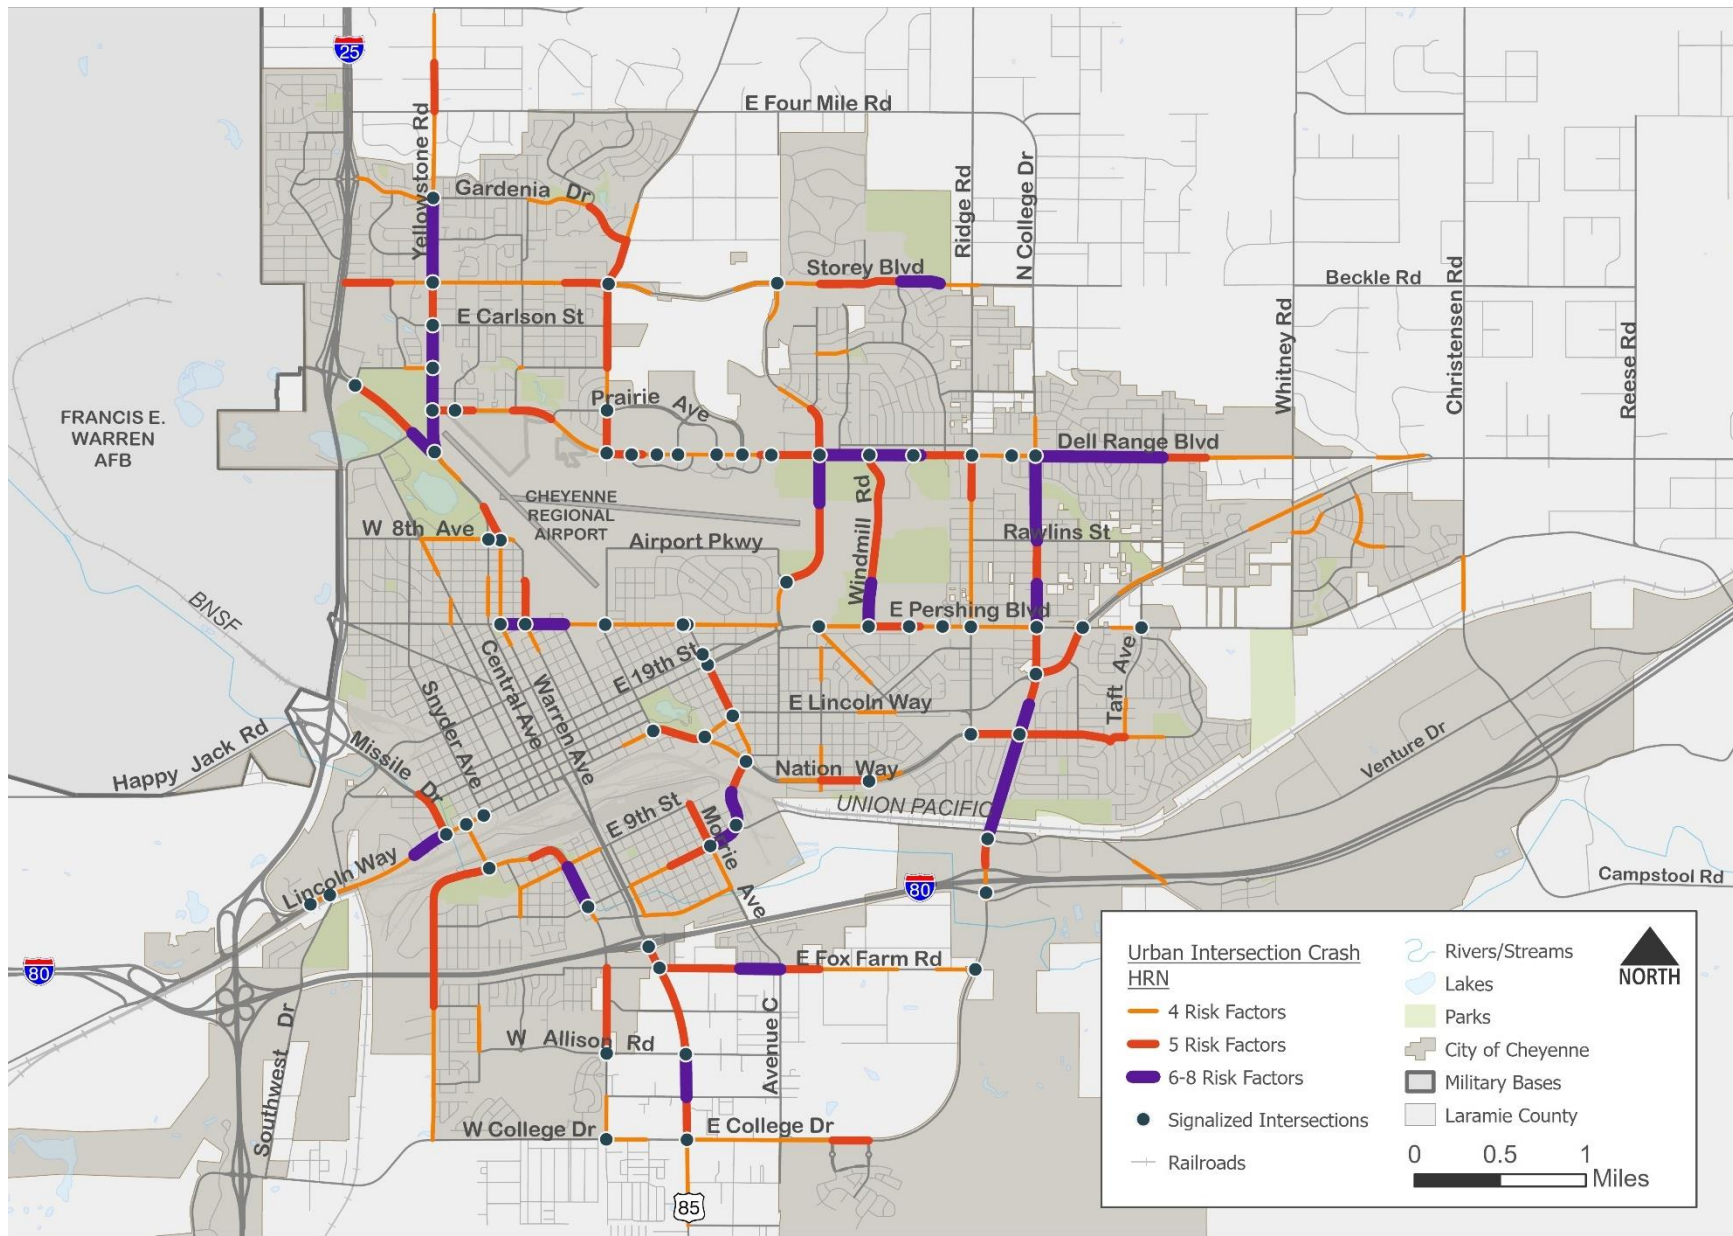 25
E Four Mile Rd
Yellowstone Rd
Gardenia Dr
Ridge Rd
N College Dr
Storey Blvd
Beckle Rd
E Carlson St
Whitney Rd
Christensen Rd
Reese Rd
FRANCIS E.
WARREN
AFB
Prairie Ave
Dell Range Blvd
CHEYENNE
REGIONAL
AIRPORT
W 8th Ave
Airport Pkwy
Windmill Rd
Rawlins St
BNSF
E Pershing Blvd
E 19th St
Central Ave
Warren Ave
Snyder Ave
E Lincoln Way
Taft Ave
Happy Jack Rd
Missile Dr
Nation Way
Venture Dr
UNION PACIFIC
E 9th St
Morrie Ave
Lincoln Way
80
Campstool Rd
80
E Fox Farm Rd
Southwest Dr
W Allison Rd
Avenue C
W College Dr
E College Dr
85
Urban Intersection Crash
HRN
4 Risk Factors
5 Risk Factors
6-8 Risk Factors
Signalized Intersections
Railroads
Rivers/Streams
Lakes
Parks
City of Cheyenne
Military Bases
Laramie County
NORTH
0 0.5 1
Miles